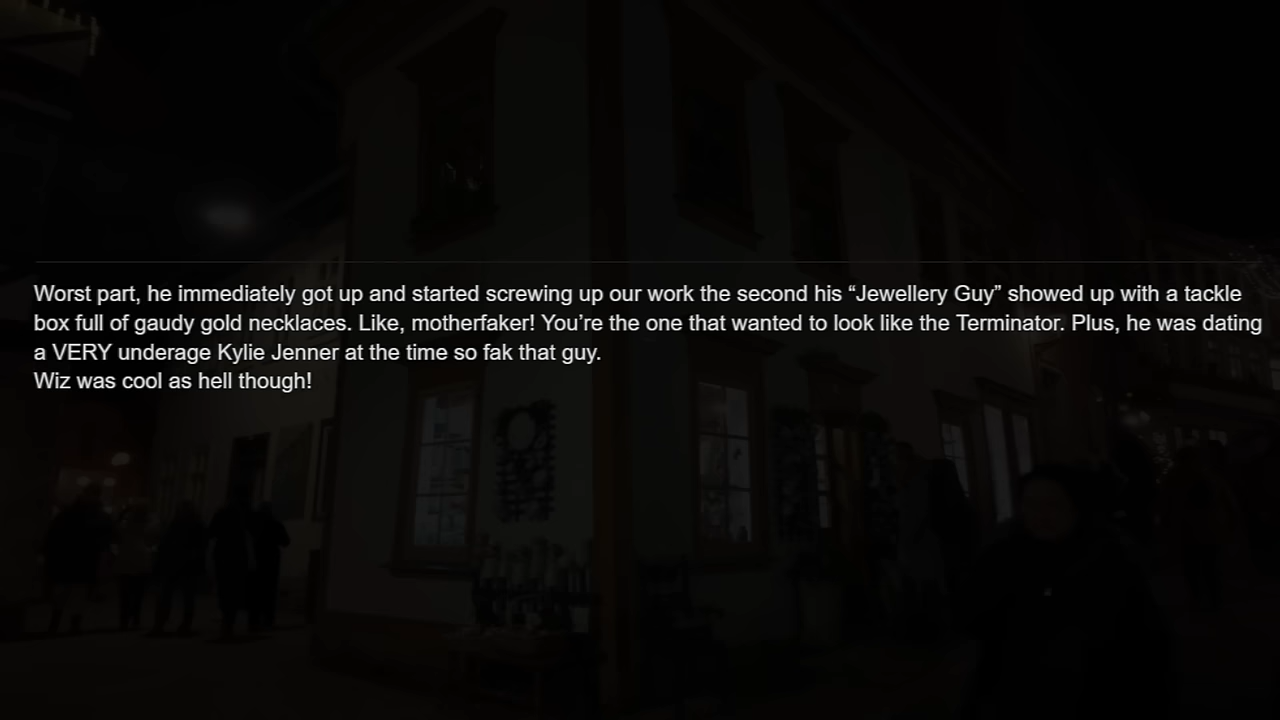 Worst part, he immediately got up and started screwing up our work the second his “Jewellery Guy” showed up with a tackle
box full of gaudy gold necklaces. Like, motherfaker! You’re the one that wanted to look like the Terminator. Plus, he was dating
a VERY underage Kylie Jenner at the time so fak that guy.
Wiz was cool as hell though!